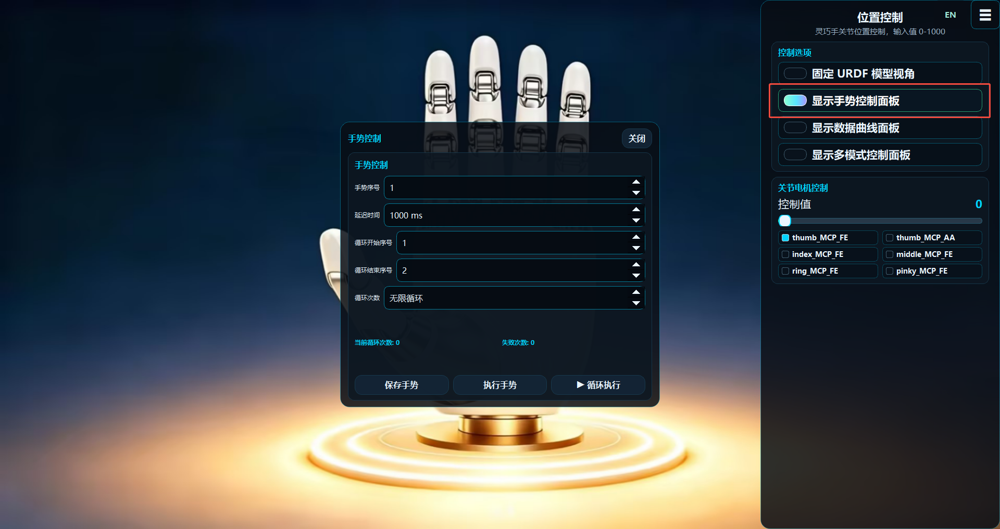 位置控制
EN
灵巧手关节位置控制，输入值 0-1000
控制选项
固定 URDF 模型视角
显示手势控制面板
显示数据曲线面板
显示多模式控制面板
关节电机控制
控制值 0
thumb_MCP_FE thumb_MCP_AA
index_MCP_FE middle_MCP_FE
ring_MCP_FE pinky_MCP_FE
手势控制 关闭
手势控制
手势序号 1
延迟时间 1000 ms
循环开始序号 1
循环结束序号 2
循环次数 无限循环
当前循环次数: 0 失败次数: 0
保存手势 执行手势 ▶ 循环执行